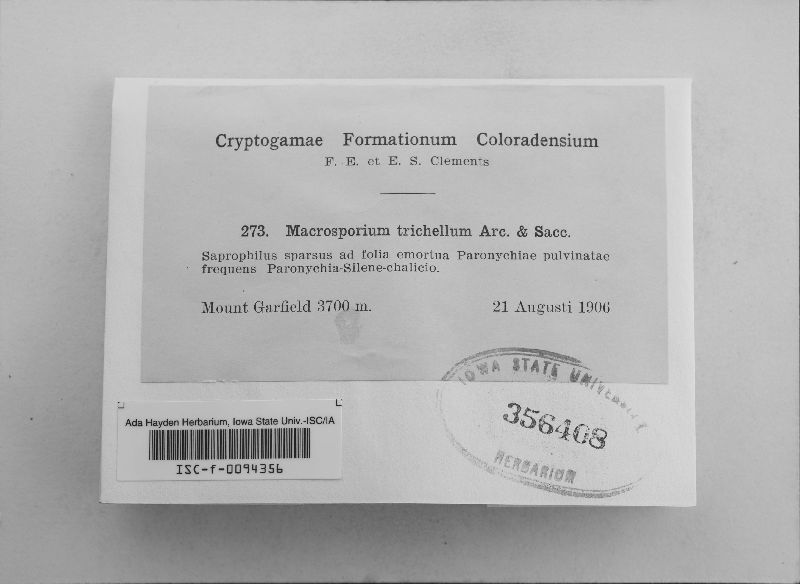 Cryptogamae Formationum Coloradensium
F. E. et E. S. Clements
273. Macrosporium trichellum Arc. & Sacc.
Saprophilus sparsus ad folia emortua Paronychiae pulvinatae
frequens Paronychia-Silene-chalicio.
Mount Garfield 3700 m. 21 Augusti 1906
IOWA STATE UNIVERSITY
356408
HERBARIUM
Ada Hayden Herbarium, Iowa State Univ.-ISC/IA
ISC-f-0094356